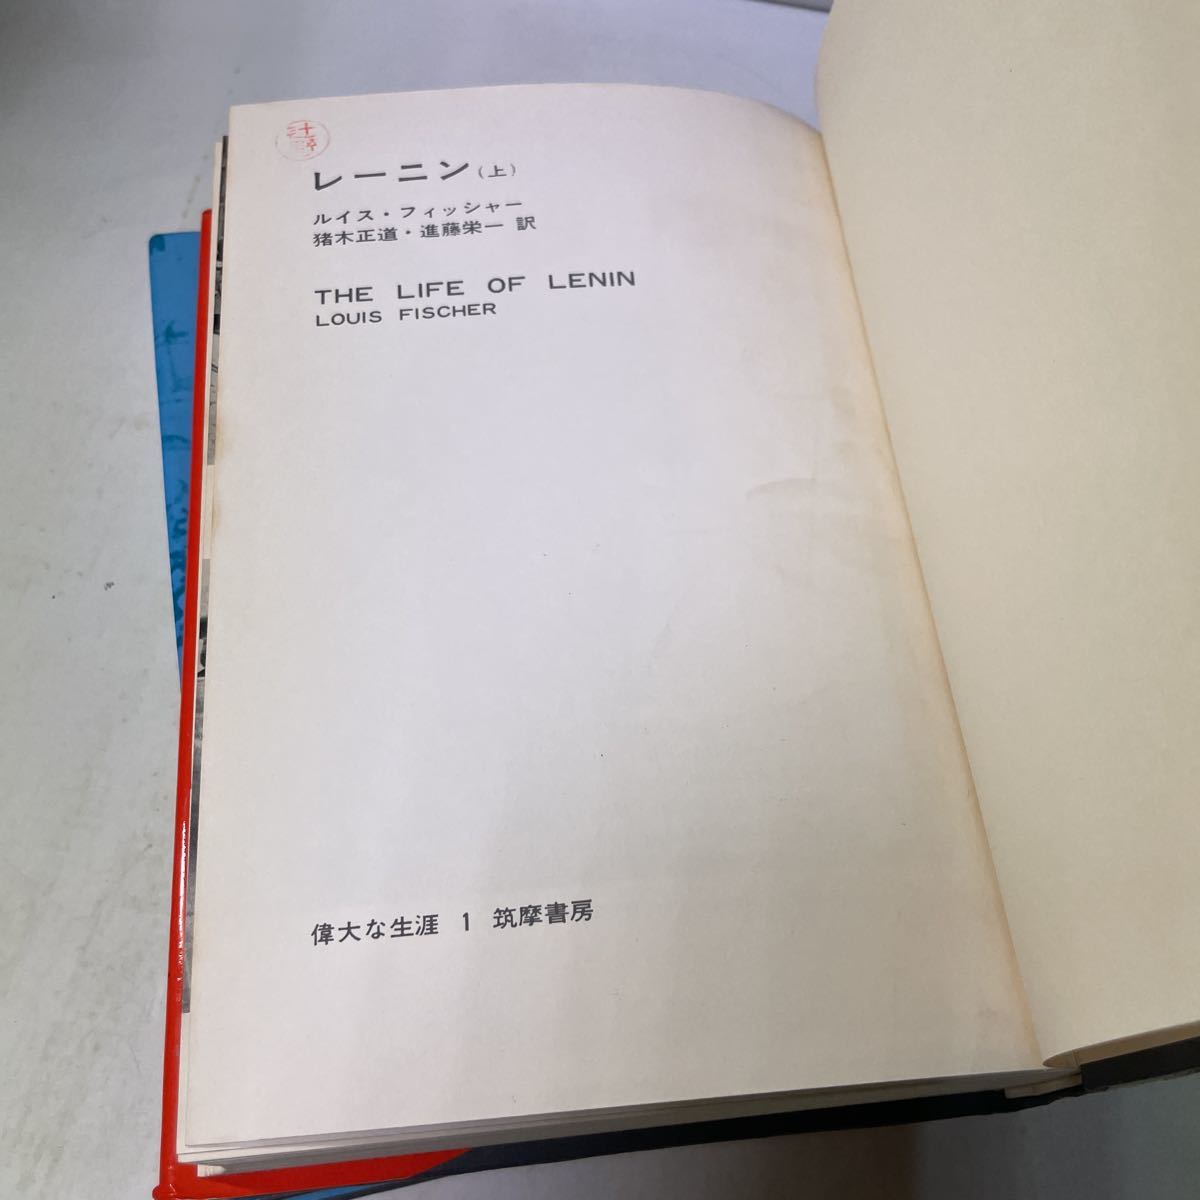 レーニン(上)
ルイス・フィッシャー
猪木正道・進藤栄一 訳
THE LIFE OF LENIN
LOUIS FISCHER
偉大な生涯 1 筑摩書房